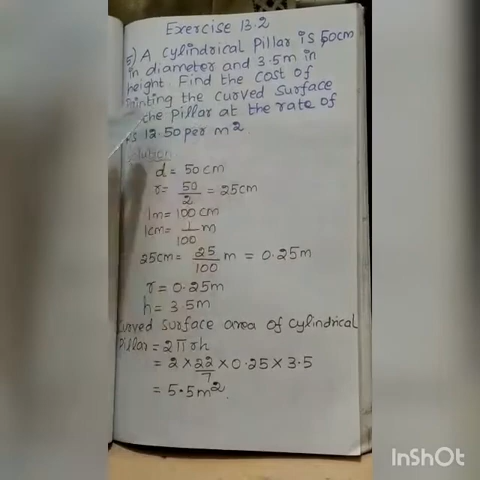 Exercise 13.2
5) A cylindrical Pillar is 50cm
in diameter and 3.5m in
height. Find the cost of
the curved surface
the pillar at the rate of
12.50 per m²
d = 50cm
r = 50/2 = 25cm
1m = 100cm
1cm = 1/100 m
25cm = 25/100 m = 0.25m
r = 0.25m
h = 3.5m
Curved surface area of cylindrical
Pillar = 2πrh
= 2 × 22/7 × 0.25 × 3.5
= 5.5m².
InShOt